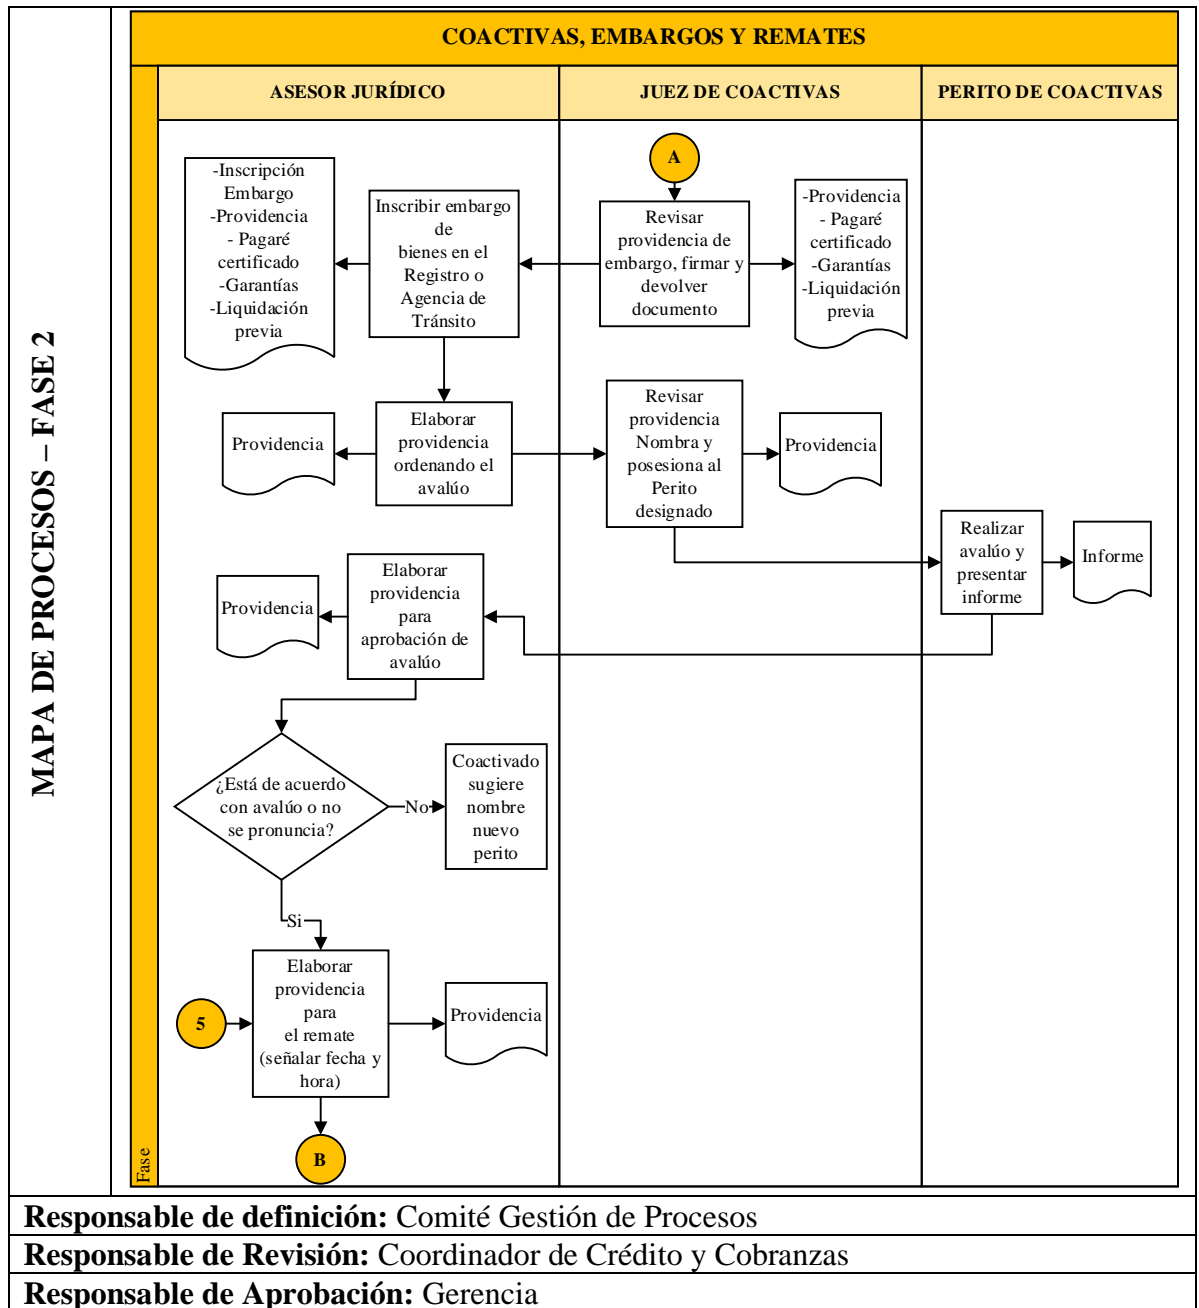 MAPA DE PROCESOS – FASE 2
COACTIVAS, EMBARGOS Y REMATES
ASESOR JURÍDICO
JUEZ DE COACTIVAS
PERITO DE COACTIVAS
Fase
A
-Inscripción
Embargo
-Providencia
- Pagaré
certificado
-Garantías
-Liquidación
previa
Inscribir embargo
de
bienes en el
Registro o
Agencia de
Tránsito
Revisar
providencia de
embargo, firmar y
devolver
documento
-Providencia
- Pagaré
certificado
-Garantías
-Liquidación
previa
Providencia
Elaborar
providencia
ordenando el
avalúo
Revisar
providencia
Nombra y
posesiona al
Perito
designado
Providencia
Realizar
avalúo y
presentar
informe
Informe
Providencia
Elaborar
providencia
para
aprobación de
avalúo
¿Está de acuerdo
con avalúo o no
se pronuncia?
No
Coactivado
sugiere
nombre
nuevo
perito
Si
5
Elaborar
providencia
para
el remate
(señalar fecha y
hora)
Providencia
B
Responsable de definición: Comité Gestión de Procesos
Responsable de Revisión: Coordinador de Crédito y Cobranzas
Responsable de Aprobación: Gerencia